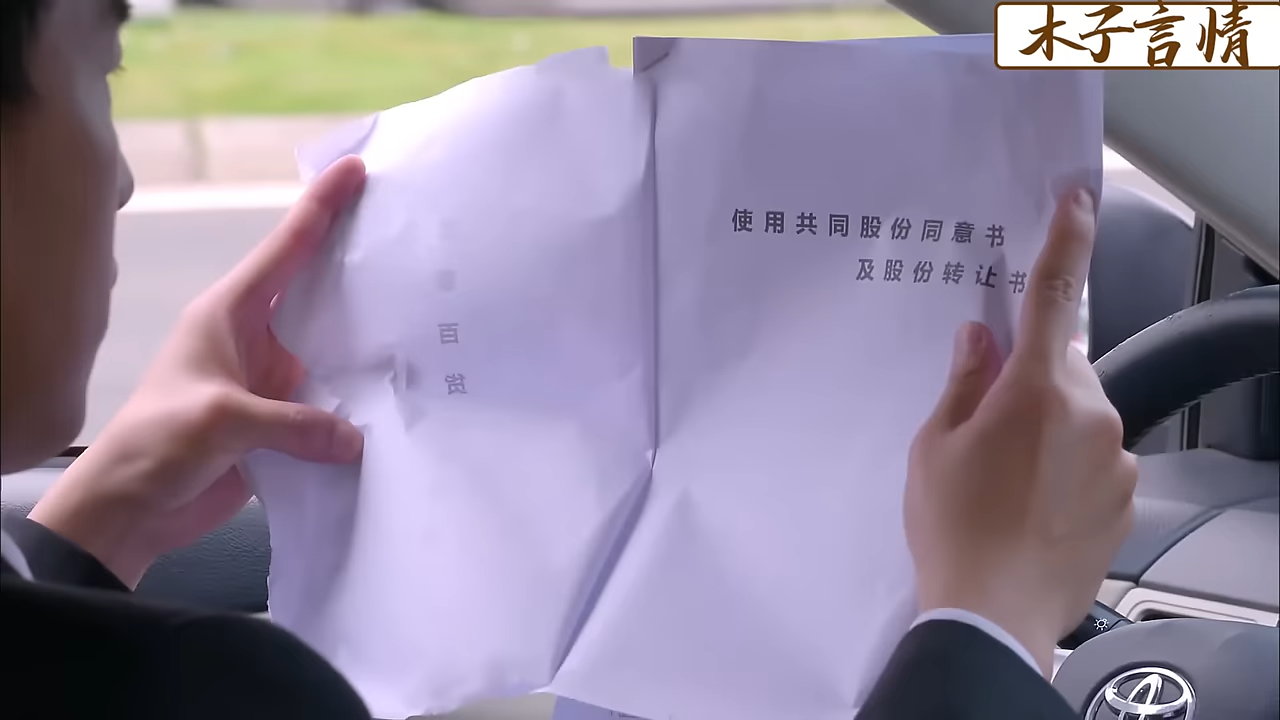 木子言情
使用共同股份同意书
及股份转让书
百
货